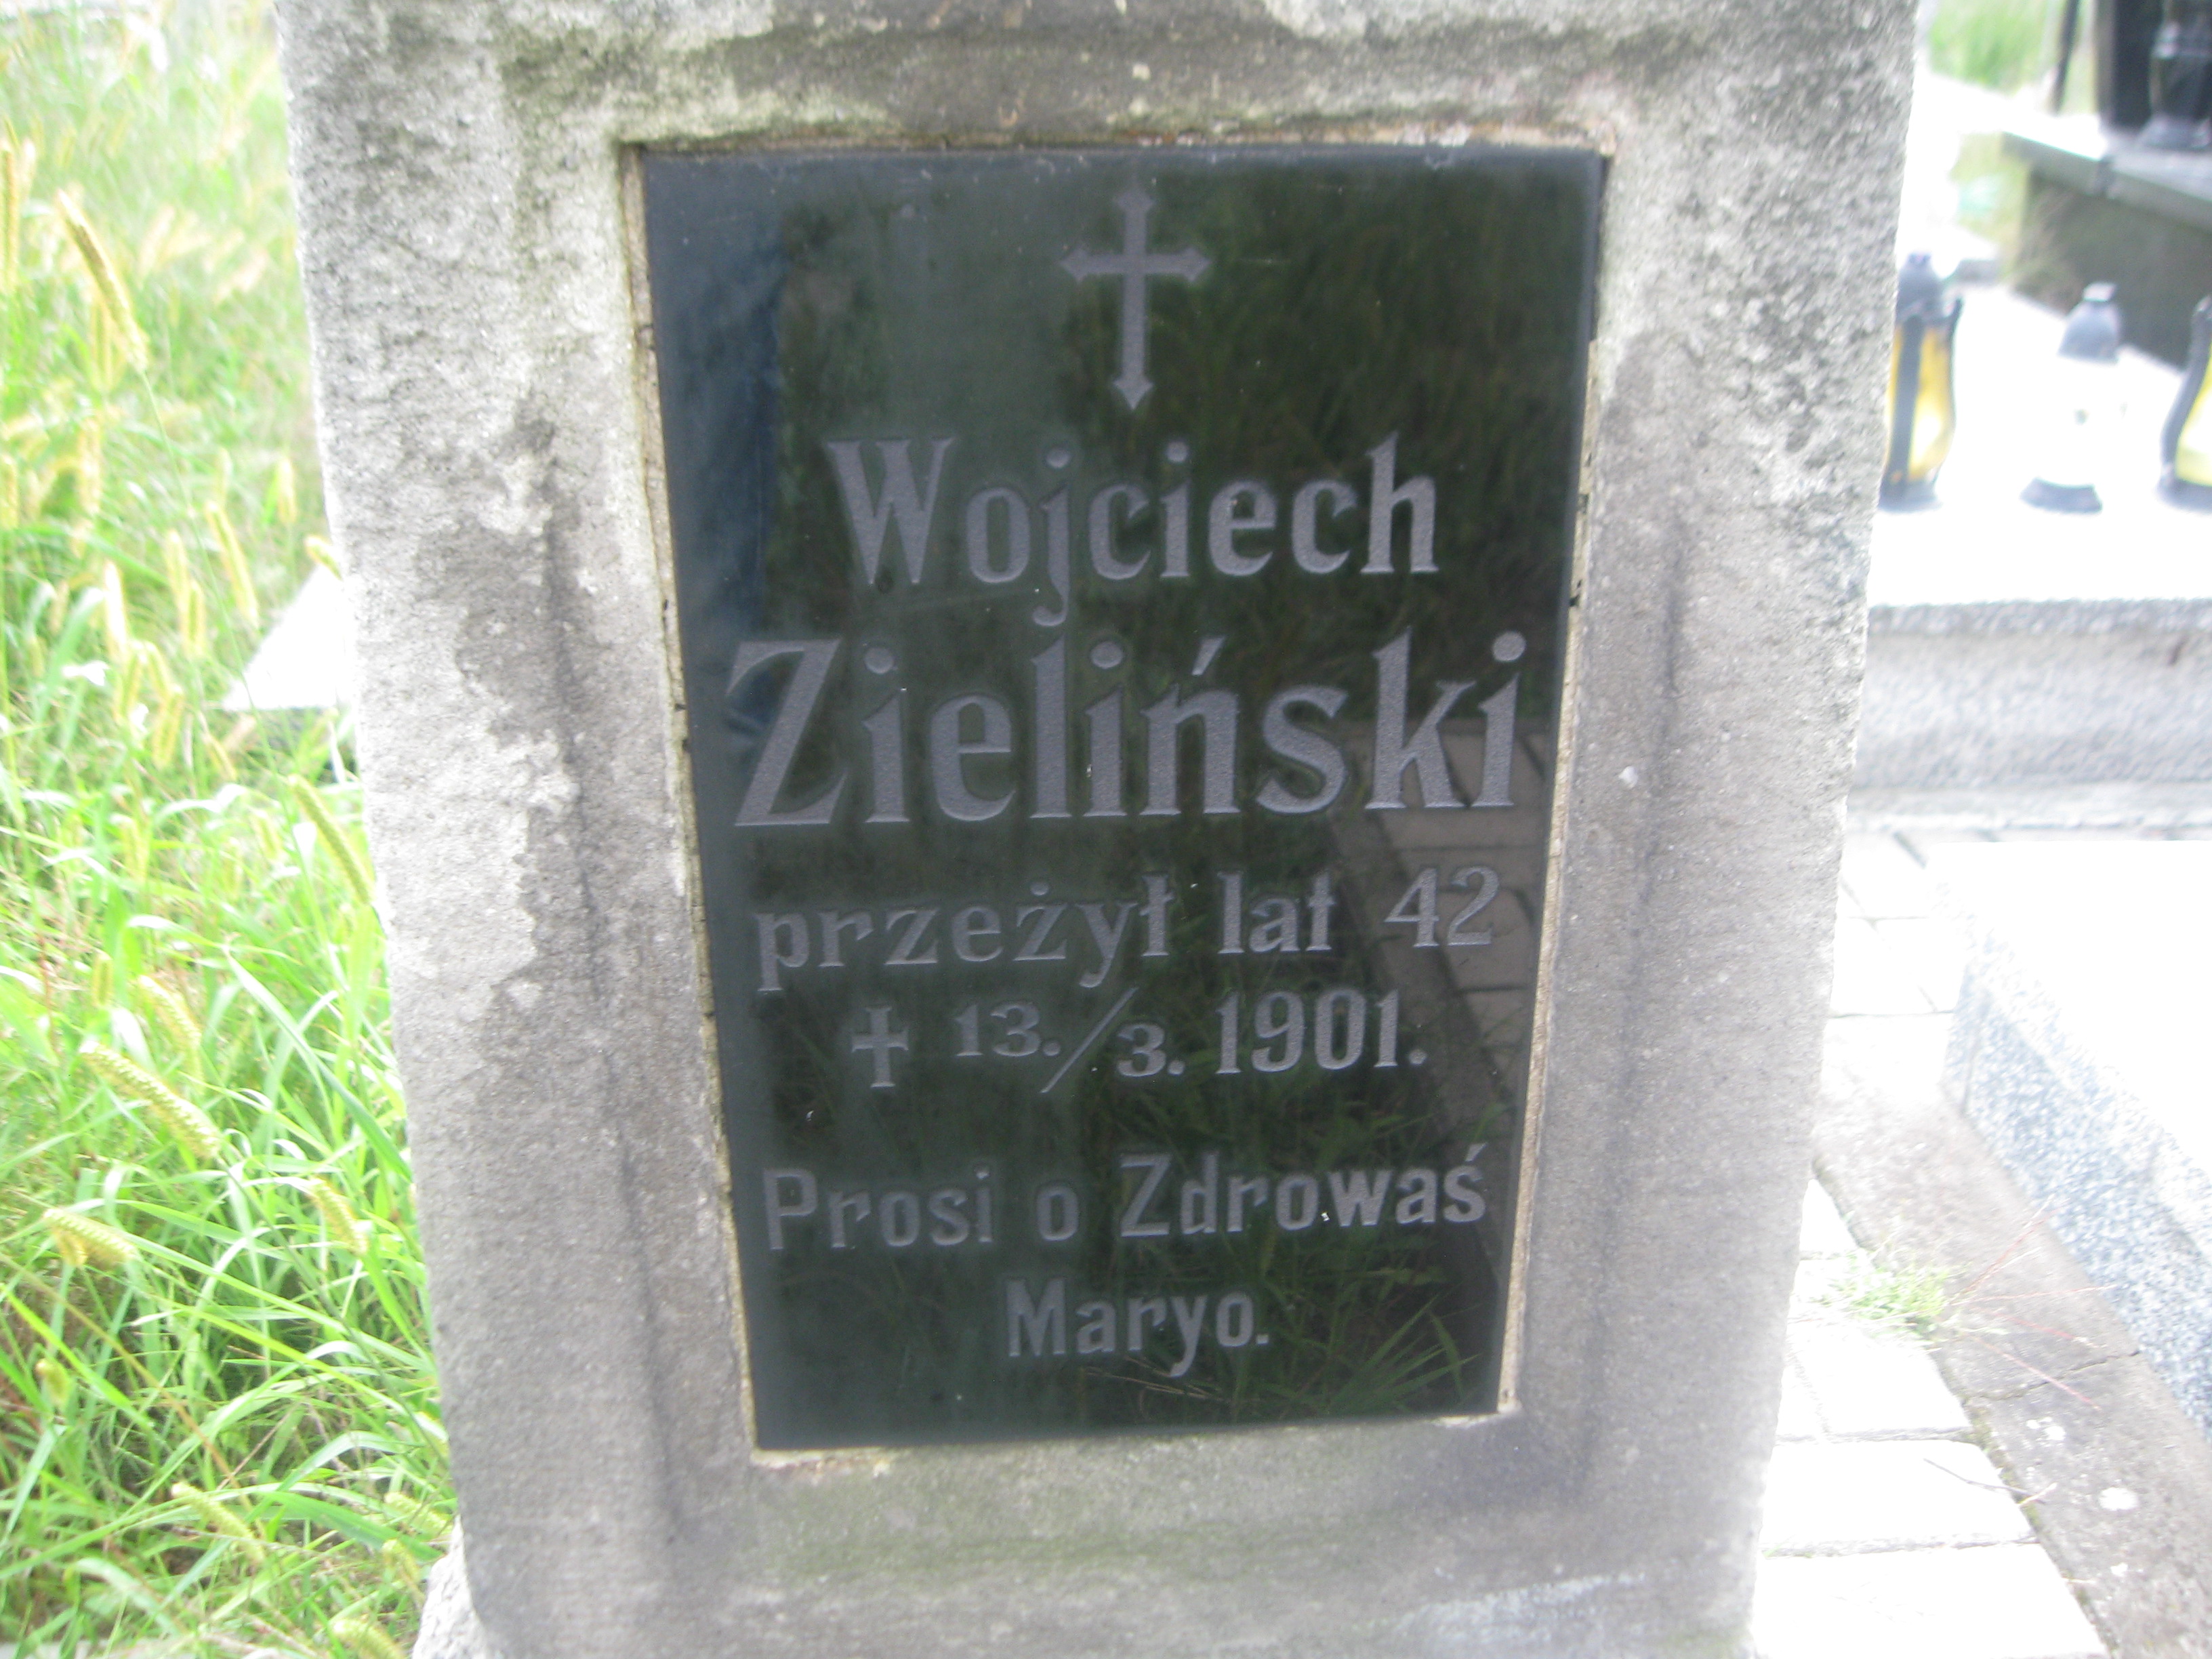 Wojciech
Zieliński
przeżył lat 42
✝ 13./3. 1901.
Prosi o Zdrowaś
Maryo.